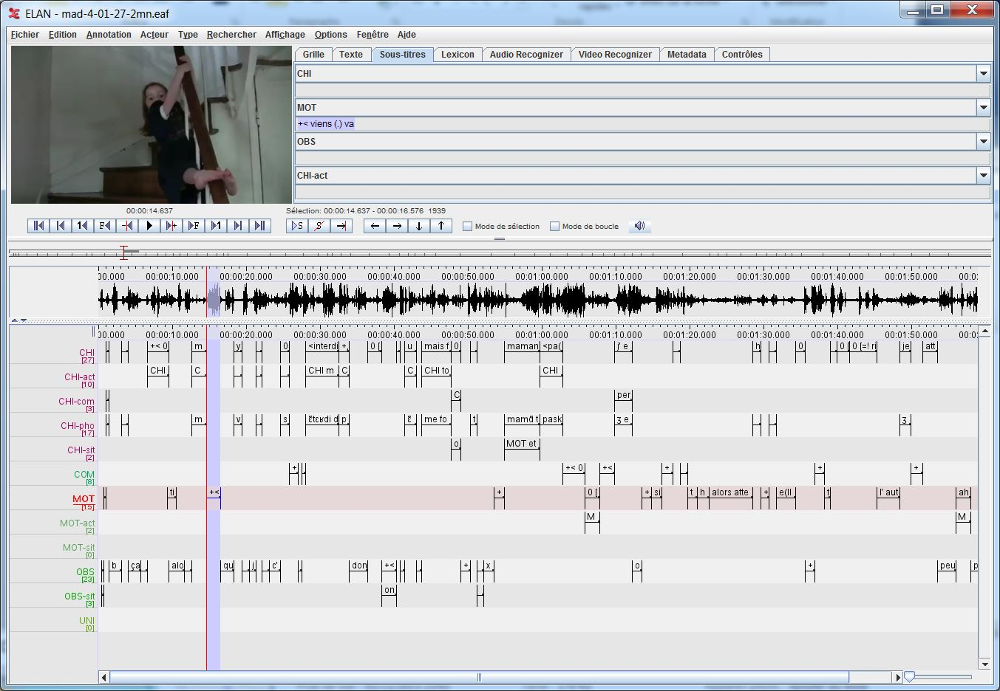 ELAN - mad-4-01-27-2mn.eaf
Fichier Edition Annotation Acteur Type Rechercher Affichage Options Fenêtre Aide
Grille Texte Sous-titres Lexicon Audio Recognizer Video Recognizer Metadata Contrôles
CHI
MOT
+< viens (.) va
OBS
CHI-act
00:00:14.637 Sélection: 00:00:14.637 - 00:00:16.576 1939
Mode de sélection Mode de boucle
00.000 00:00:10.000 00:00:20.000 00:00:30.000 00:00:40.000 00:00:50.000 00:01:00.000 00:01:10.000 00:01:20.000 00:01:30.000 00:01:40.000 00:01:50.000 00:0
00.000 00:00:10.000 00:00:20.000 00:00:30.000 00:00:40.000 00:00:50.000 00:01:00.000 00:01:10.000 00:01:20.000 00:01:30.000 00:01:40.000 00:01:50.000 00:0
CHI +< 0 m y 0 <interdi +. 0 [ u mais f 0 maman <pa( j' e h 0 0 [ 0 [=! ri je att
[27]
CHI-act CHI C CHI m C C CHI to CHI
[10]
CHI-com C per
[3]
CHI-pho m v s ɛ̃tɛʁdi d p ɛ̃ me fo t mamɑ̃ t pask ʒ e ʒ
[17]
CHI-sit o MOT et
[2]
COM + +< 0 +< + + +
[8]
MOT ti +< + 0 [ + si t h alors atte + e(ll t l' aut ah
[15]
MOT-act M M
[2]
MOT-sit
[0]
OBS b ça alo qu j c' don +< + x o + peu p
[23]
OBS-sit on
[3]
UNI
[0]